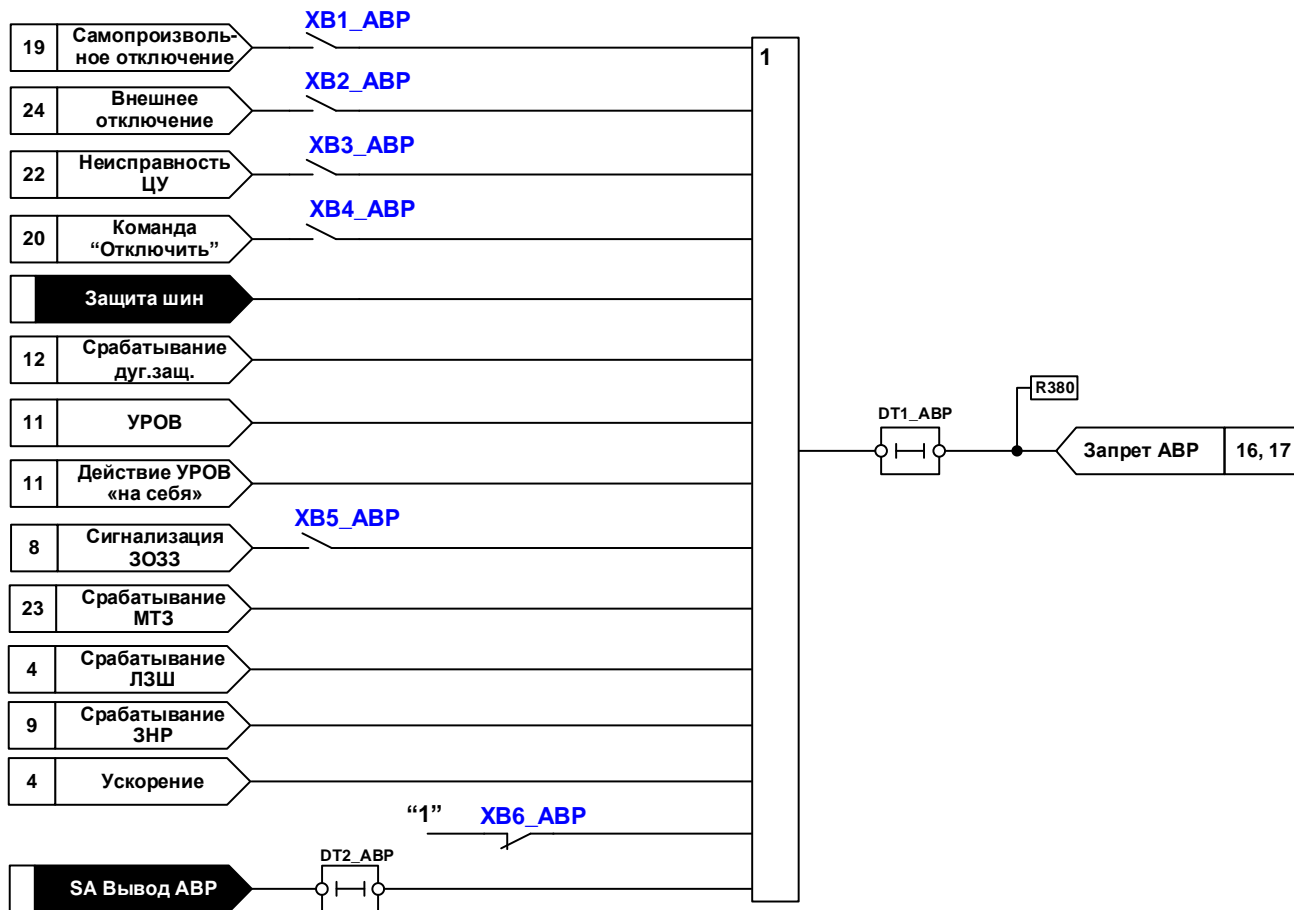 XB1_АВР
19
Самопроизволь-
ное отключение
1
XB2_АВР
24
Внешнее
отключение
XB3_АВР
22
Неисправность
ЦУ
XB4_АВР
20
Команда
“Отключить”
Защита шин
12
Срабатывание
дуг.защ.
R380
DT1_АВР
11
УРОВ
Запрет АВР
16, 17
11
Действие УРОВ
«на себя»
XB5_АВР
8
Сигнализация
ЗОЗЗ
23
Срабатывание
МТЗ
4
Срабатывание
ЛЗШ
9
Срабатывание
ЗНР
4
Ускорение
“1”
XB6_АВР
DT2_АВР
SA Вывод АВР